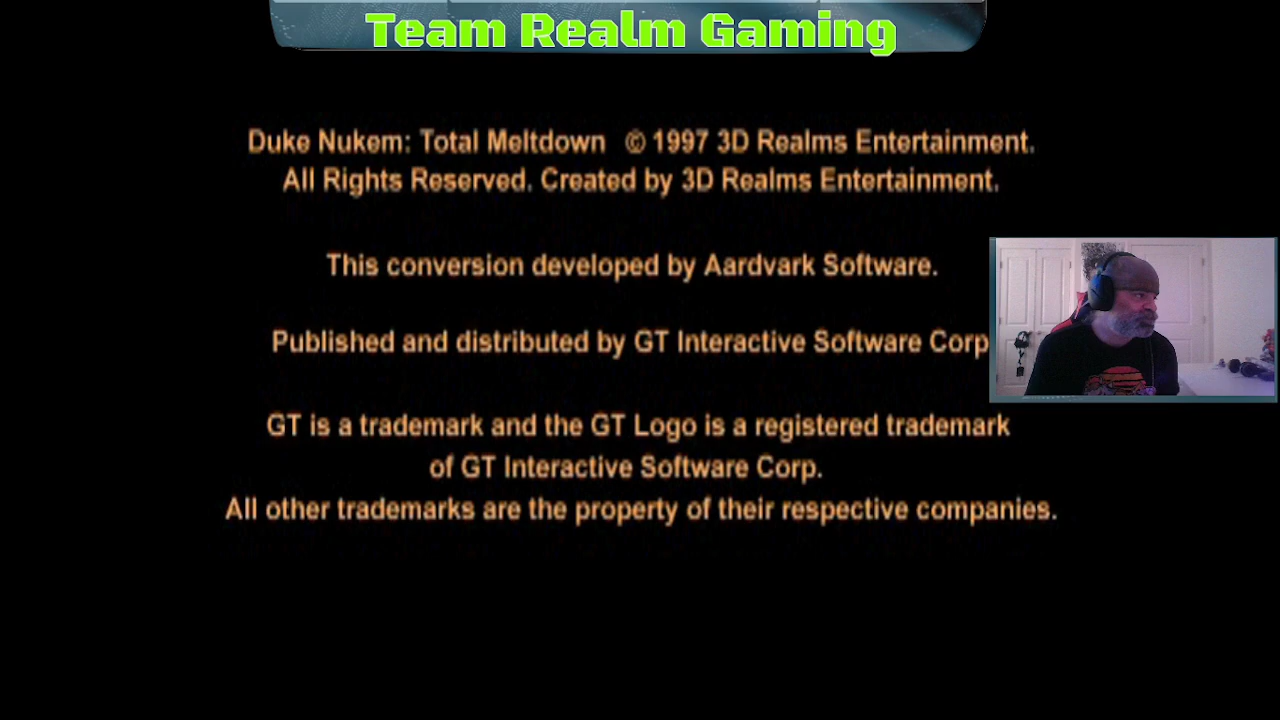 Team Realm Gaming
Duke Nukem: Total Meltdown © 1997 3D Realms Entertainment.
All Rights Reserved. Created by 3D Realms Entertainment.
This conversion developed by Aardvark Software.
Published and distributed by GT Interactive Software Corp
GT is a trademark and the GT Logo is a registered trademark
of GT Interactive Software Corp.
All other trademarks are the property of their respective companies.